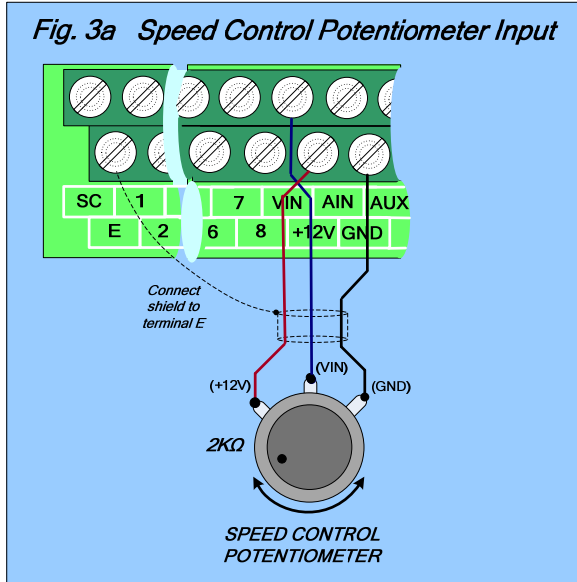 Fig. 3a Speed Control Potentiometer Input
SC 1 7 VIN AIN AUX
E 2 6 8 +12V GND
Connect
shield to
terminal E
(VIN)
(+12V) (GND)
2KΩ
SPEED CONTROL
POTENTIOMETER